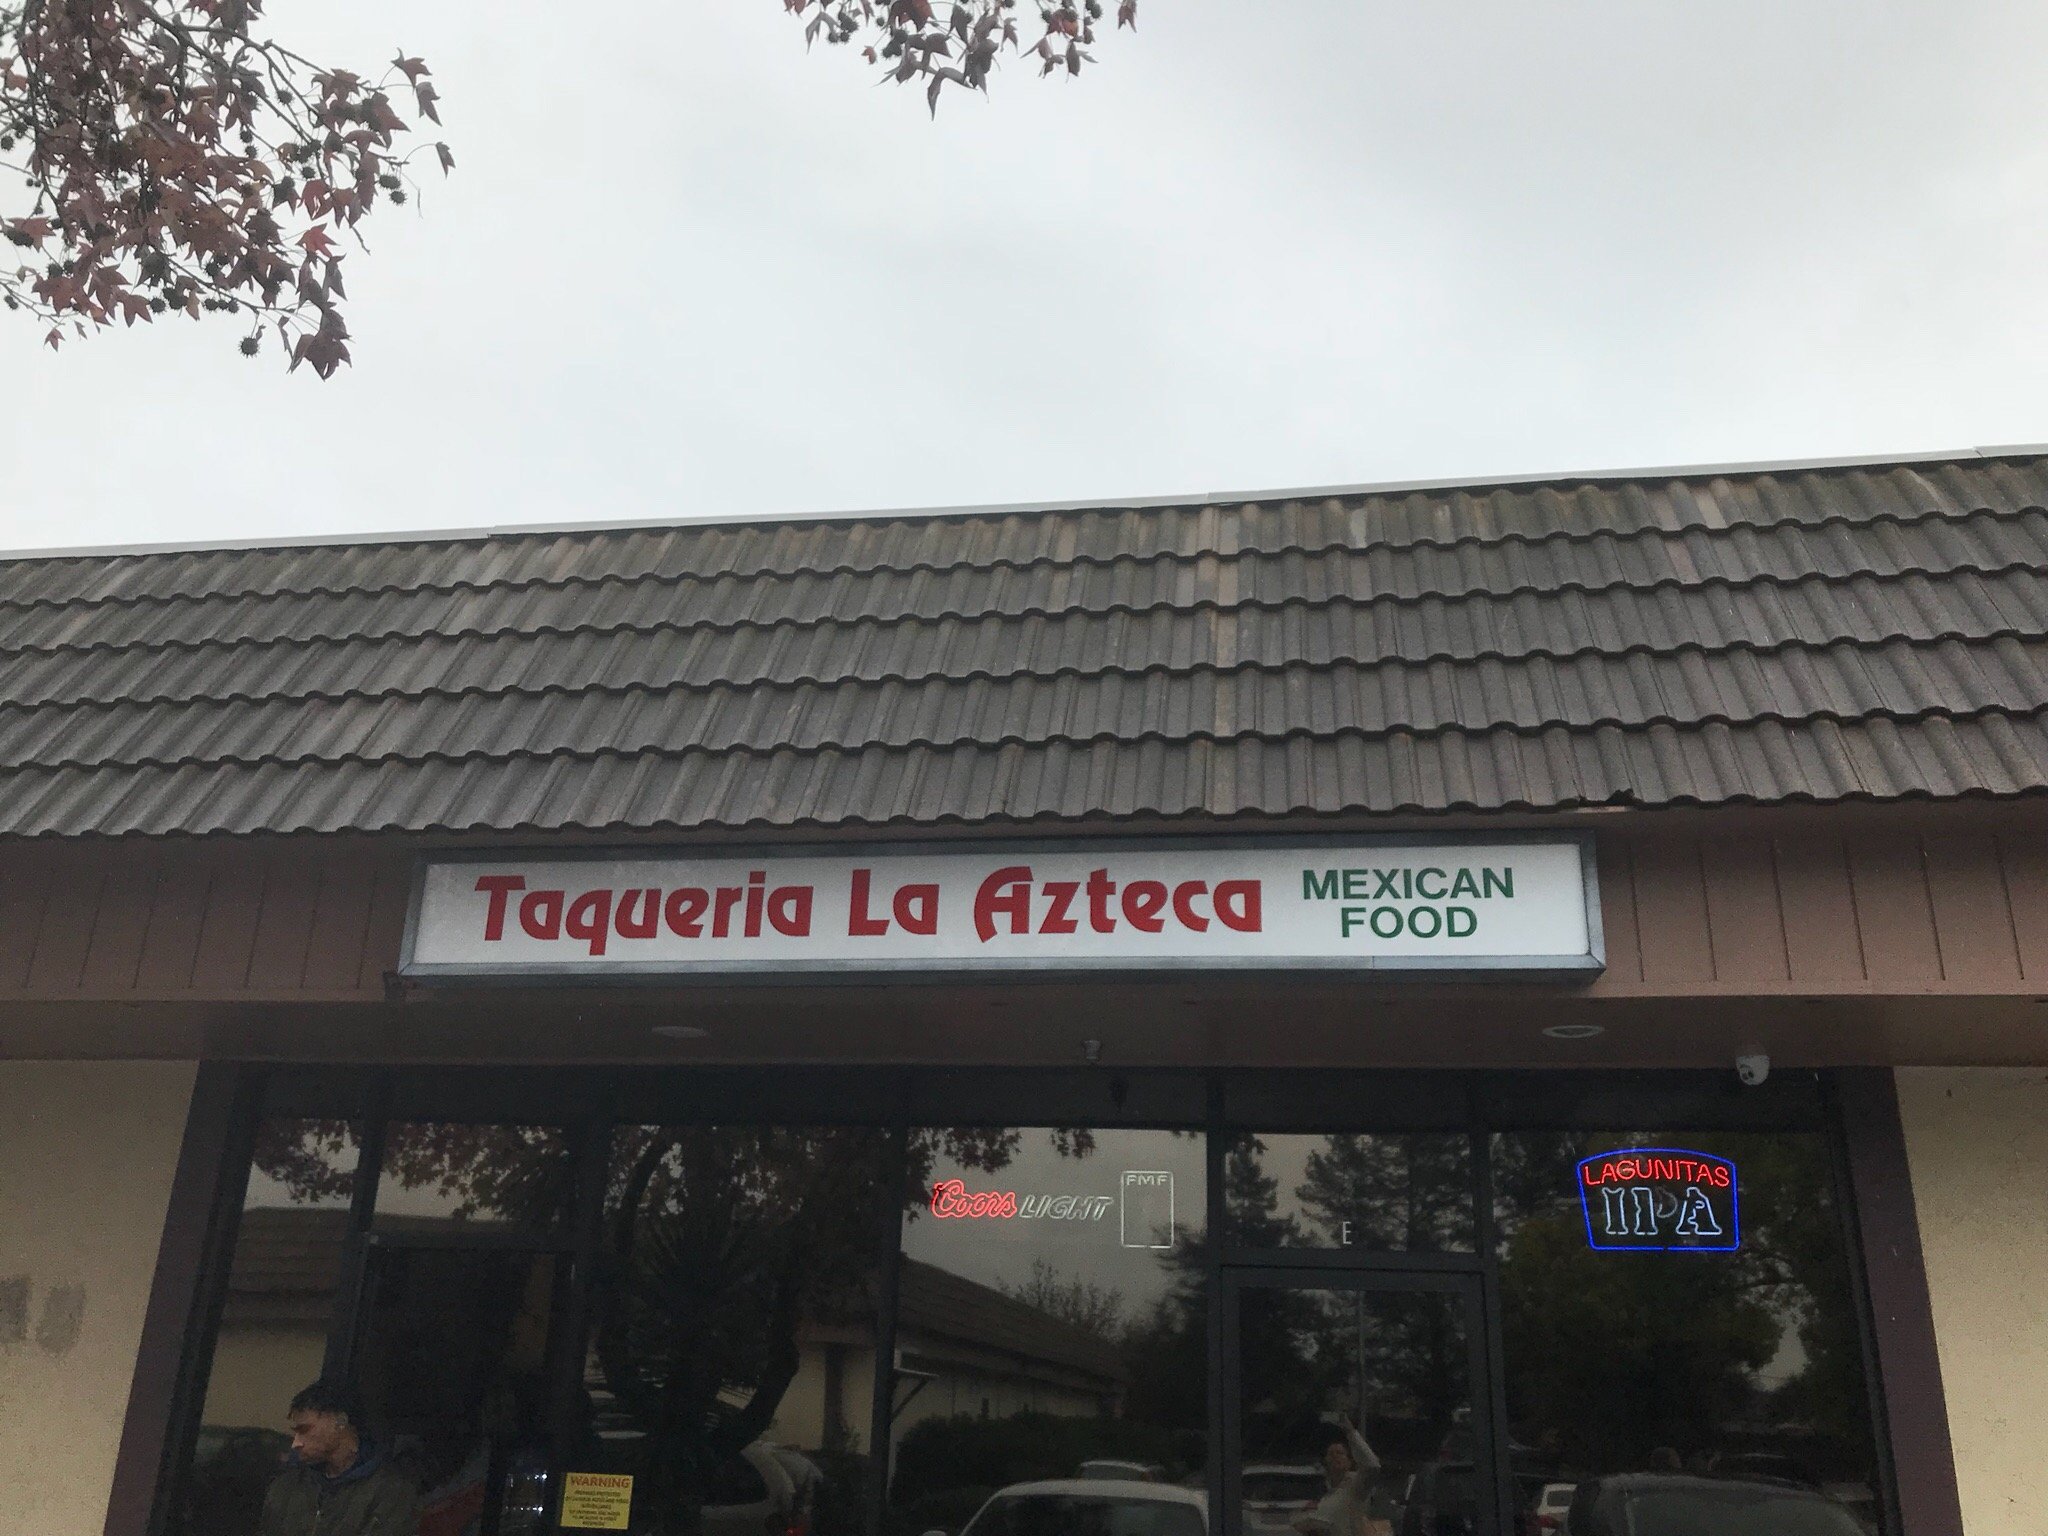 Taqueria La Azteca
MEXICAN
FOOD
Coors LIGHT
FMF
E
LAGUNITAS
IPA
WARNING